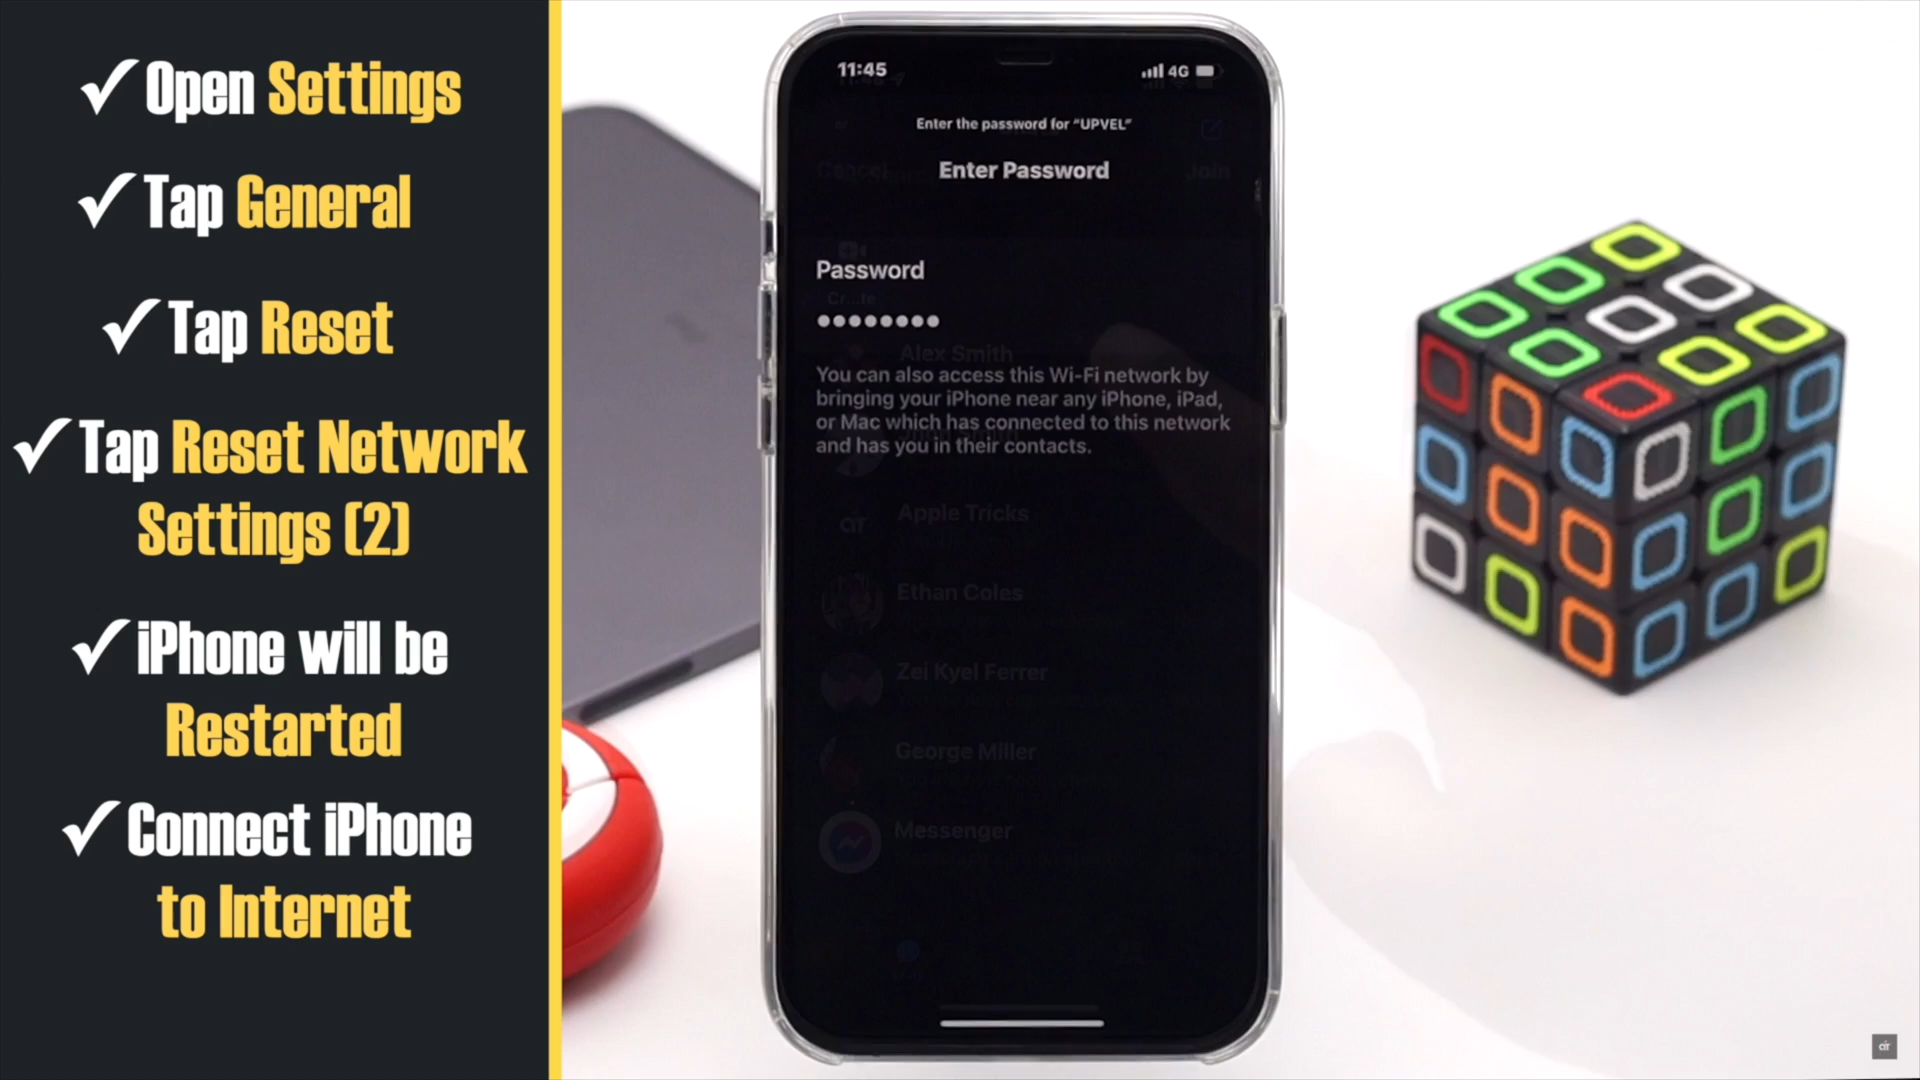 ✓ Open Settings
✓ Tap General
✓ Tap Reset
✓ Tap Reset Network
Settings (2)
✓ iPhone will be
Restarted
✓ Connect iPhone
to Internet
11:45
4G
Enter the password for “UPVEL”
Cancel
Enter Password
Join
Password
Alex Smith
You can also access this Wi-Fi network by
bringing your iPhone near any iPhone, iPad,
or Mac which has connected to this network
and has you in their contacts.
Apple Tricks
Ethan Coles
Zei Kyel Ferrer
George Miller
Messenger